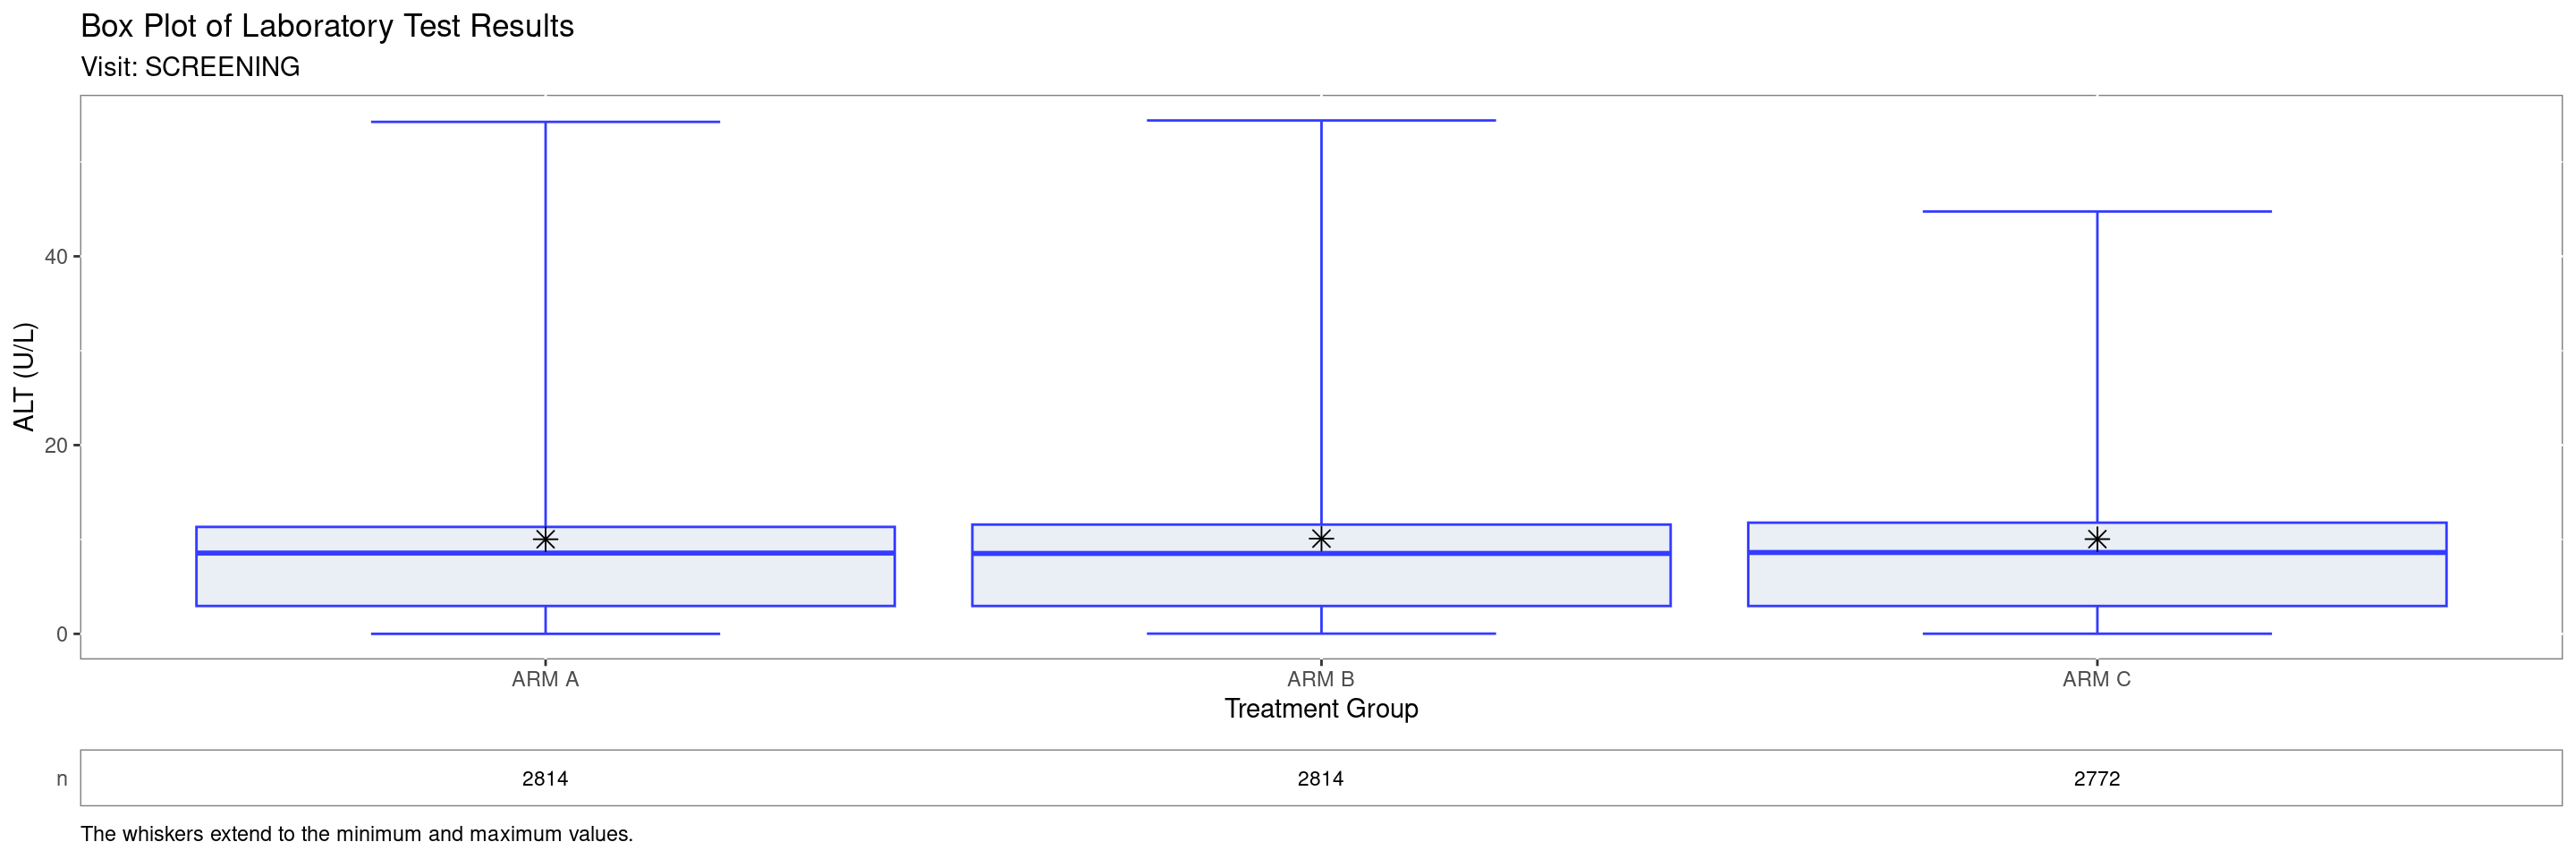 Box Plot of Laboratory Test Results
Visit: SCREENING
ALT (U/L)
40
20
0
ARM A ARM B ARM C
Treatment Group
n 2814 2814 2772
The whiskers extend to the minimum and maximum values.